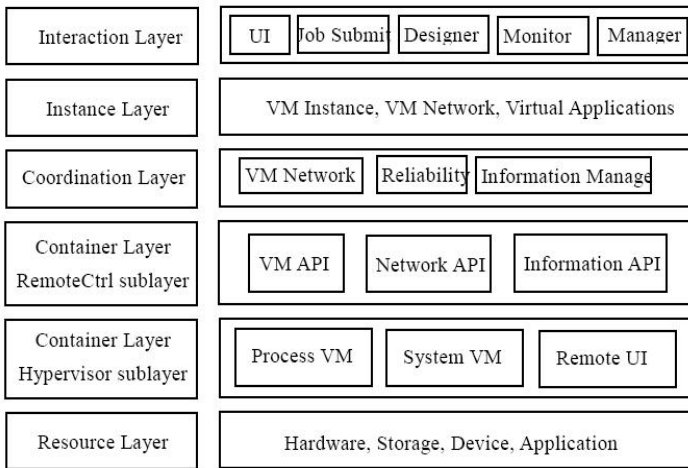 Interaction Layer
UI Job Submit Designer Monitor Manager
Instance Layer
VM Instance, VM Network, Virtual Applications
Coordination Layer
VM Network Reliability Information Manage
Container Layer
RemoteCtrl sublayer
VM API Network API Information API
Container Layer
Hypervisor sublayer
Process VM System VM Remote UI
Resource Layer
Hardware, Storage, Device, Application